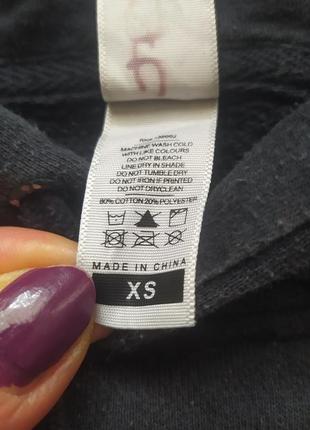 MACHINE WASH COLD
WITH LIKE COLOURS
DO NOT BLEACH
LINE DRY IN SHADE
DO NOT TUMBLE DRY
DO NOT IRON IF PRINTED
DO NOT DRYCLEAN
80% COTTON 20% POLYESTER
MADE IN CHINA
XS